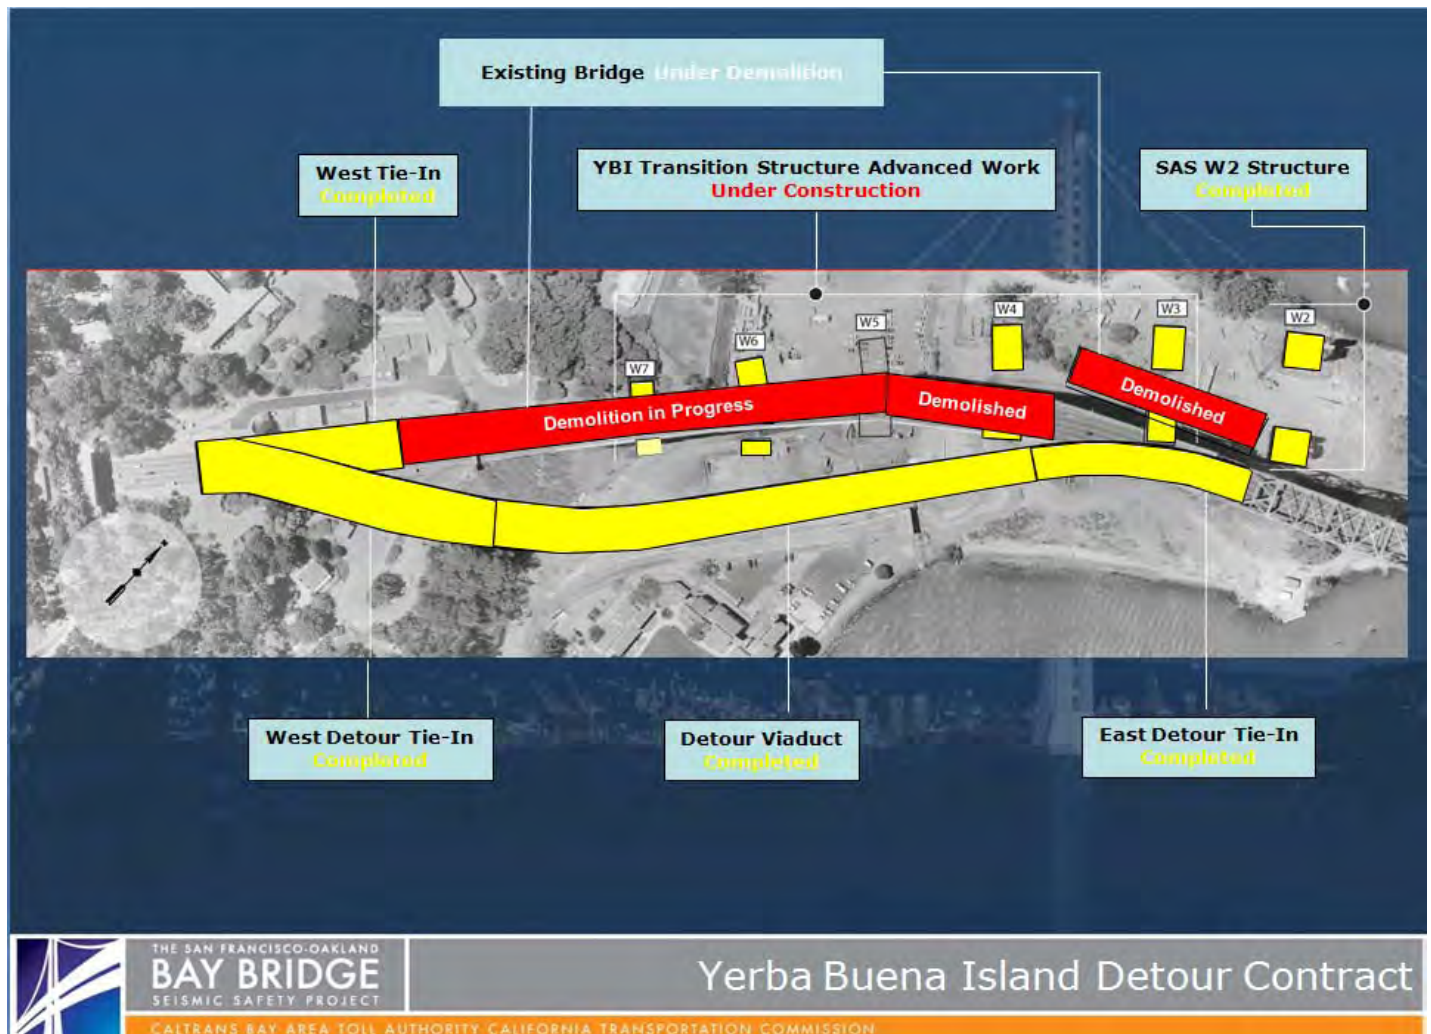 Existing Bridge Under Demolition
West Tie-In
Completed
YBI Transition Structure Advanced Work
Under Construction
SAS W2 Structure
Completed
W7
W6
W5
W4
W3
W2
Demolition in Progress
Demolished
Demolished
West Detour Tie-In
Completed
Detour Viaduct
Completed
East Detour Tie-In
Completed
THE SAN FRANCISCO-OAKLAND
BAY BRIDGE
SEISMIC SAFETY PROJECT
Yerba Buena Island Detour Contract
CALTRANS BAY AREA TOLL AUTHORITY CALIFORNIA TRANSPORTATION COMMISSION